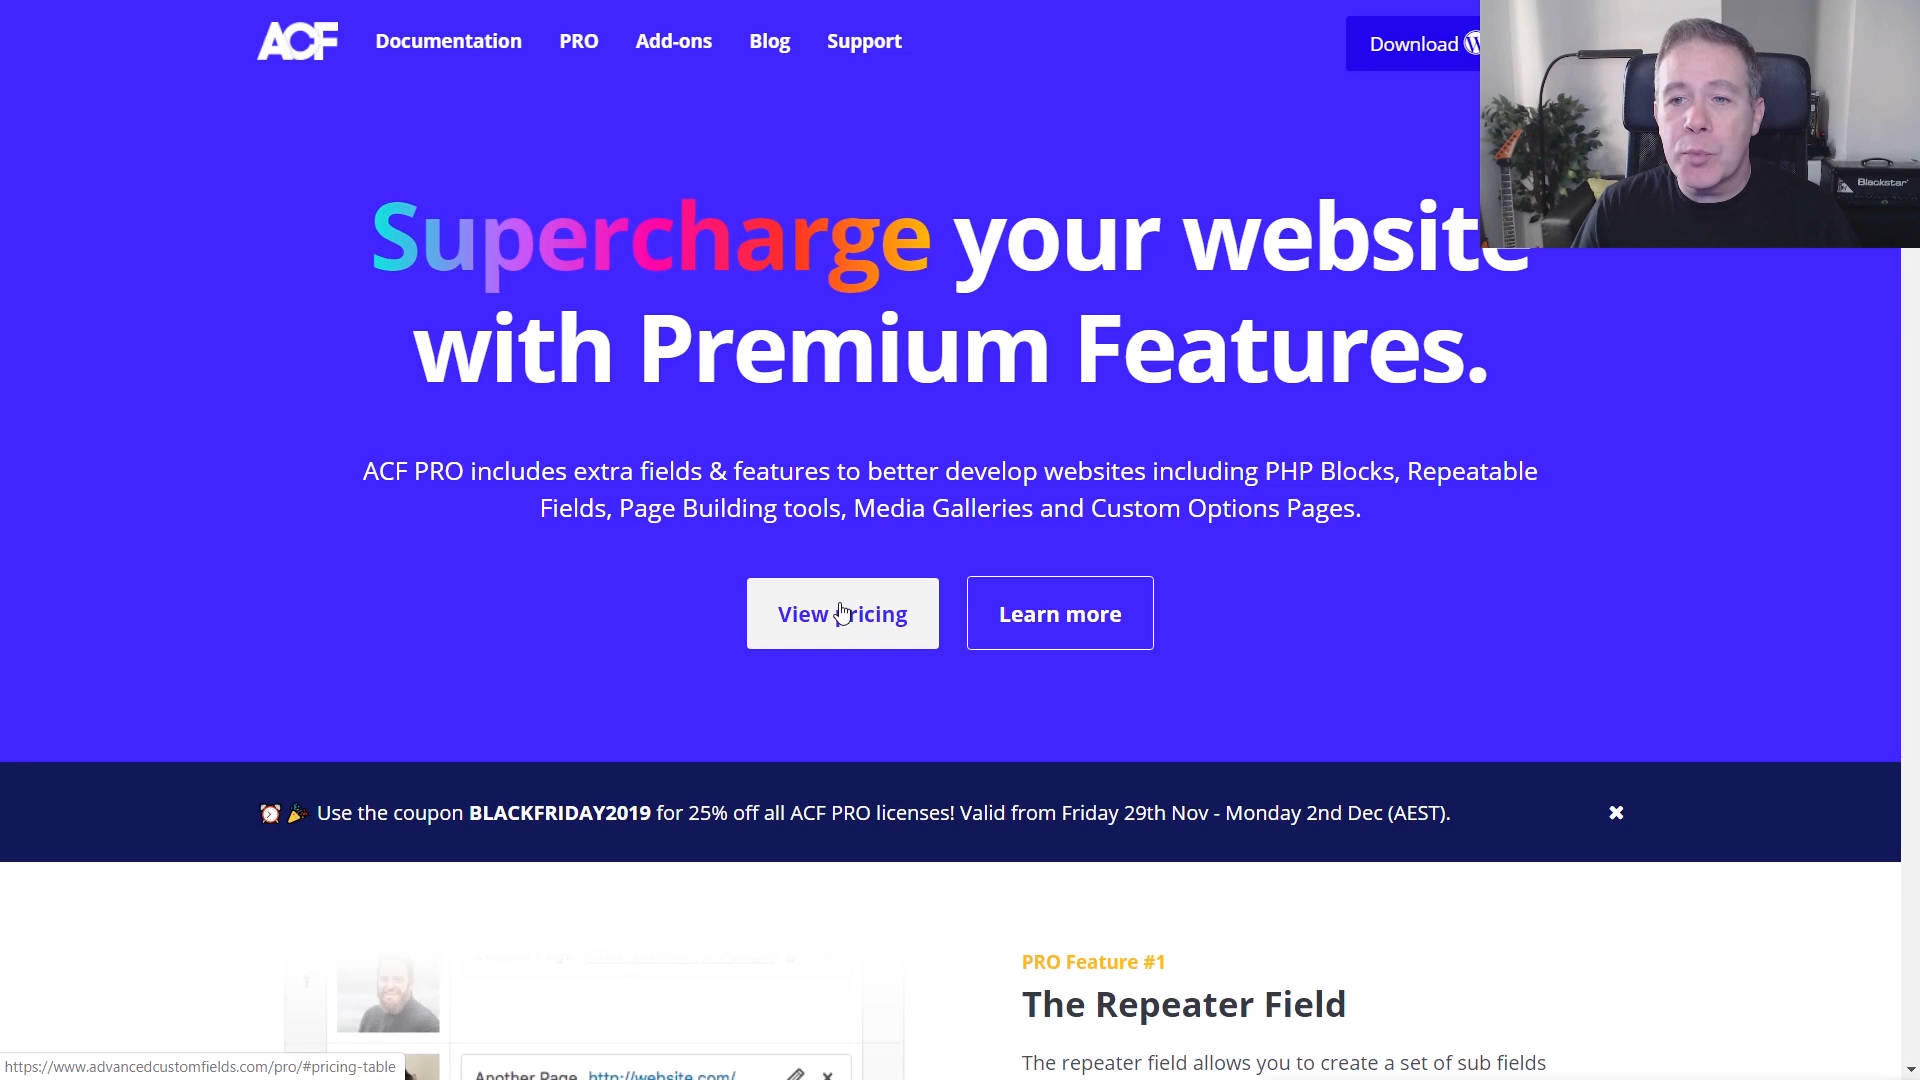 ACF Documentation PRO Add-ons Blog Support Download
Blackstar
Supercharge your website
with Premium Features.
ACF PRO includes extra fields & features to better develop websites including PHP Blocks, Repeatable
Fields, Page Building tools, Media Galleries and Custom Options Pages.
View pricing Learn more
Use the coupon BLACKFRIDAY2019 for 25% off all ACF PRO licenses! Valid from Friday 29th Nov - Monday 2nd Dec (AEST).
PRO Feature #1
The Repeater Field
The repeater field allows you to create a set of sub fields
1
Another Page http://website.com/
https://www.advancedcustomfields.com/pro/#pricing-table